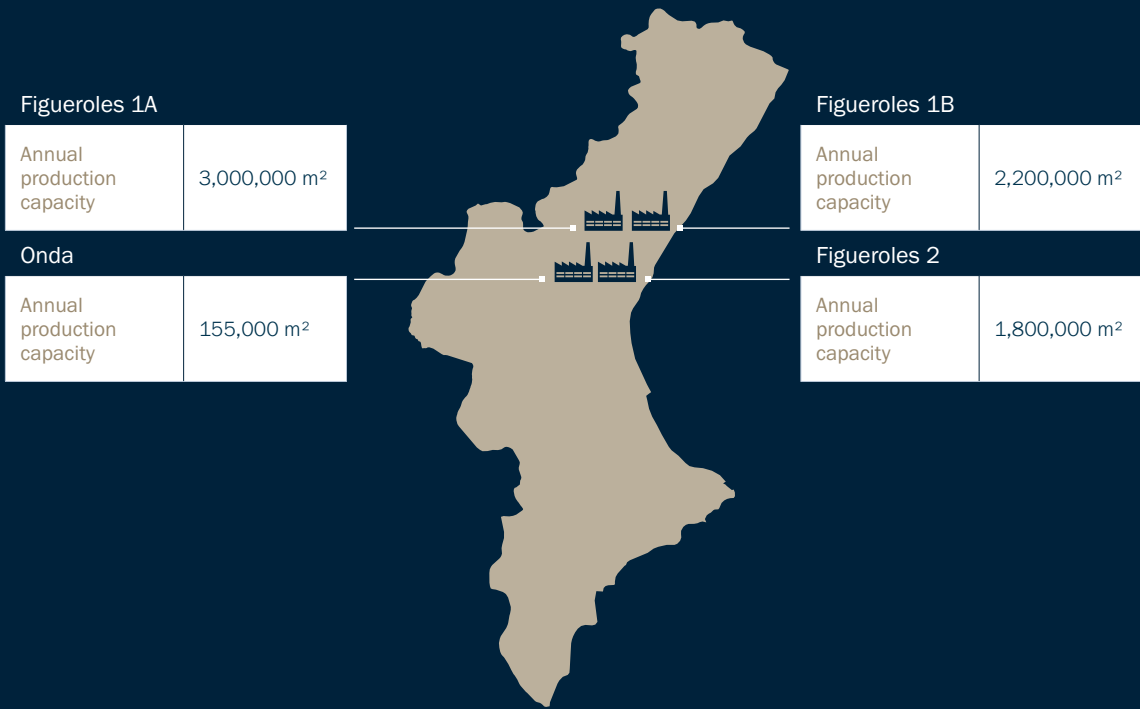 Figueroles 1A
Annual
production
capacity
3,000,000 m²
Onda
Annual
production
capacity
155,000 m²
Figueroles 1B
Annual
production
capacity
2,200,000 m²
Figueroles 2
Annual
production
capacity
1,800,000 m²